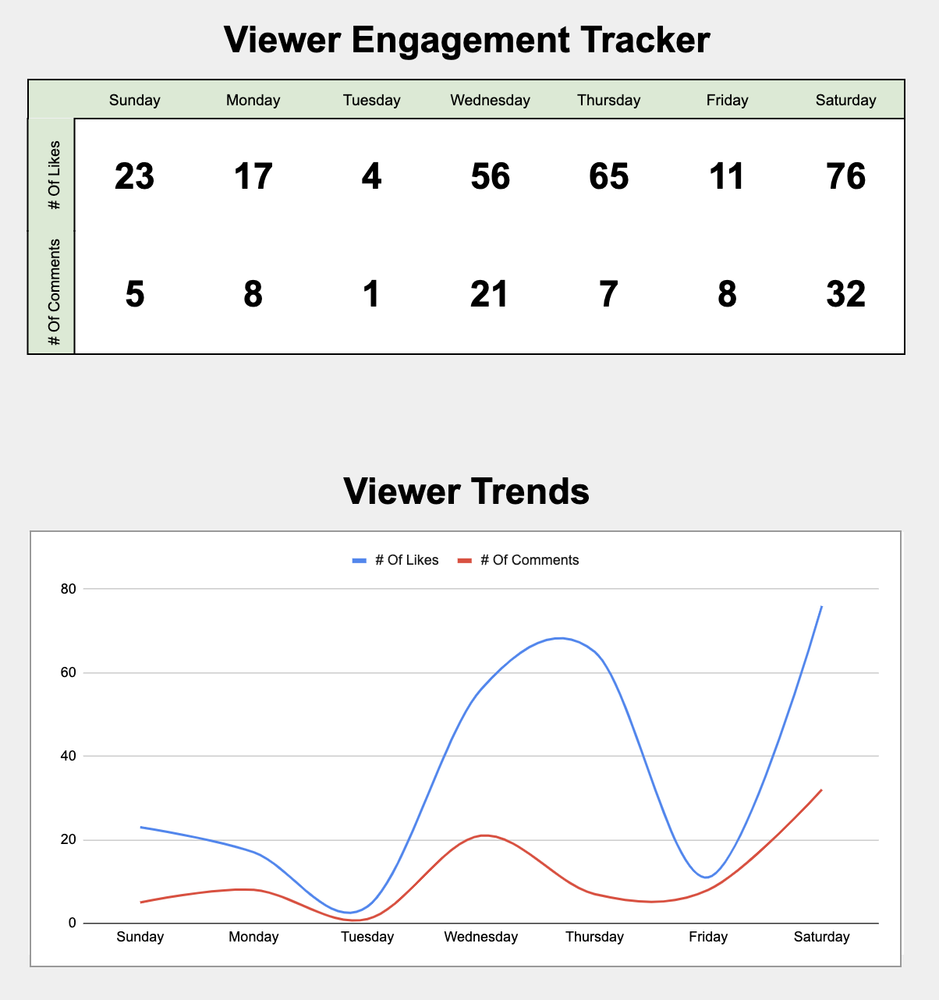 Viewer Engagement Tracker
Sunday Monday Tuesday Wednesday Thursday Friday Saturday
# Of Likes 23 17 4 56 65 11 76
# Of Comments 5 8 1 21 7 8 32
Viewer Trends
# Of Likes # Of Comments
80
60
40
20
0
Sunday Monday Tuesday Wednesday Thursday Friday Saturday